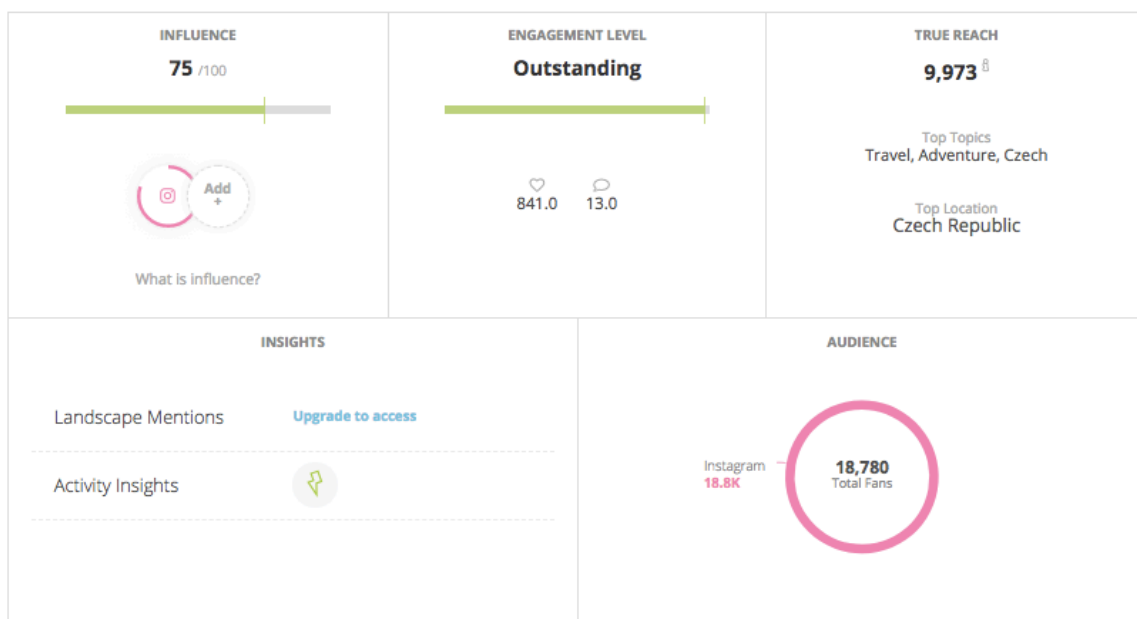 INFLUENCE
75 /100
Add
+
What is influence?
ENGAGEMENT LEVEL
Outstanding
841.0 13.0
TRUE REACH
9,973
Top Topics
Travel, Adventure, Czech
Top Location
Czech Republic
INSIGHTS
Landscape Mentions Upgrade to access
Activity Insights
AUDIENCE
Instagram
18.8K
18,780
Total Fans